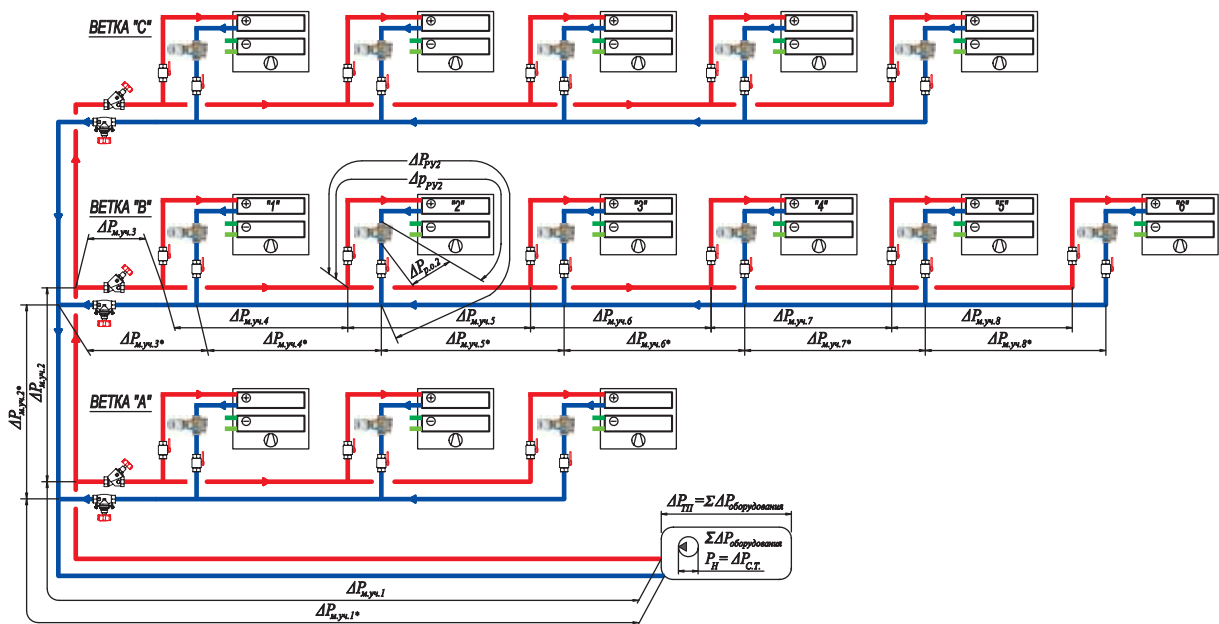 ВЕТКА "С"
ΔP_РУ2
Δp_РУ2
ВЕТКА "В"
"1"
"2"
"3"
"4"
"5"
"6"
ΔP_м.уч.3
ΔP_р.о.2
ΔP_м.уч.4
ΔP_м.уч.5
ΔP_м.уч.6
ΔP_м.уч.7
ΔP_м.уч.8
ΔP_м.уч.3*
ΔP_м.уч.4*
ΔP_м.уч.5*
ΔP_м.уч.6*
ΔP_м.уч.7*
ΔP_м.уч.8*
ΔP_м.уч.2*
ΔP_м.уч.2
ВЕТКА "А"
ΔP_ТП=ΣΔP_оборудования
ΣΔP_оборудования
P_Н=ΔP_С.Т.
ΔP_м.уч.1
ΔP_м.уч.1*